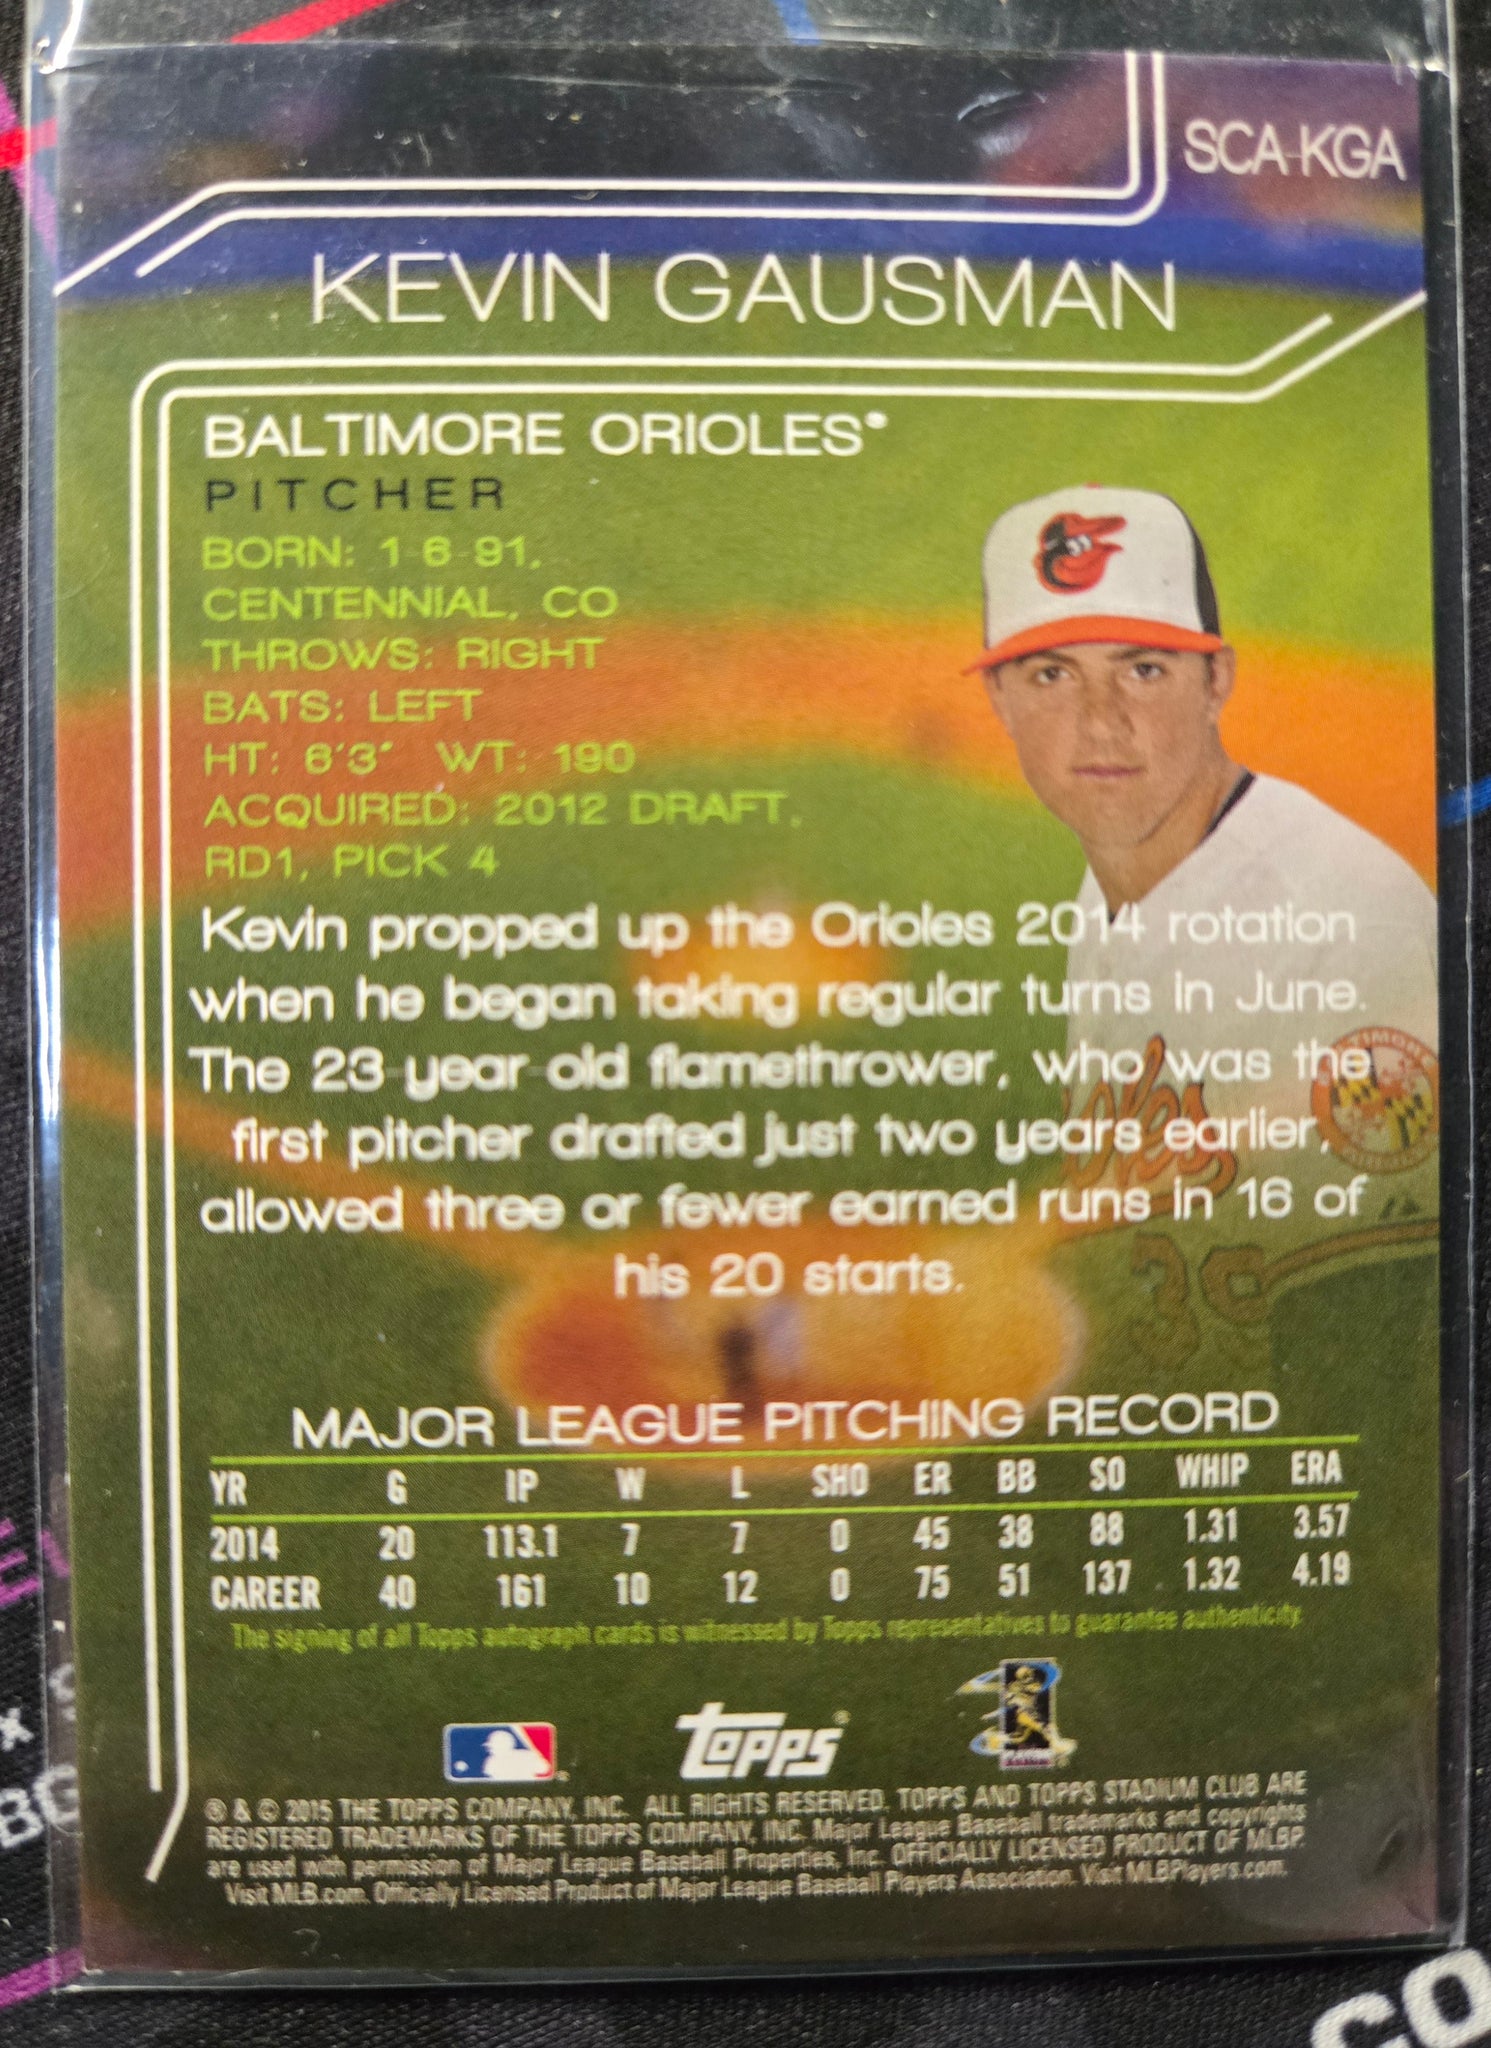 SCA-KGA
KEVIN GAUSMAN
BALTIMORE ORIOLES®
PITCHER
BORN: 1-6-91,
CENTENNIAL, CO
THROWS: RIGHT
BATS: LEFT
HT: 6'3" WT: 190
ACQUIRED: 2012 DRAFT,
RD1, PICK 4
Kevin propped up the Orioles 2014 rotation
when he began taking regular turns in June.
The 23-year-old flamethrower, who was the
first pitcher drafted just two years earlier,
allowed three or fewer earned runs in 16 of
his 20 starts.
MAJOR LEAGUE PITCHING RECORD
YR G IP W L SHO ER BB SO WHIP ERA
2014 20 113.1 7 7 0 45 38 88 1.31 3.57
CAREER 40 161 10 12 0 75 51 137 1.32 4.19
The signing of all Topps autograph cards is witnessed by Topps representatives to guarantee authenticity.
Topps®
® & © 2015 THE TOPPS COMPANY, INC. ALL RIGHTS RESERVED. TOPPS AND TOPPS STADIUM CLUB ARE
REGISTERED TRADEMARKS OF THE TOPPS COMPANY, INC. Major League Baseball trademarks and copyrights
are used with permission of Major League Baseball Properties, Inc. OFFICIALLY LICENSED PRODUCT OF MLBP.
Visit MLB.com. Officially Licensed Product of Major League Baseball Players Association. Visit MLBPlayers.com.
CO